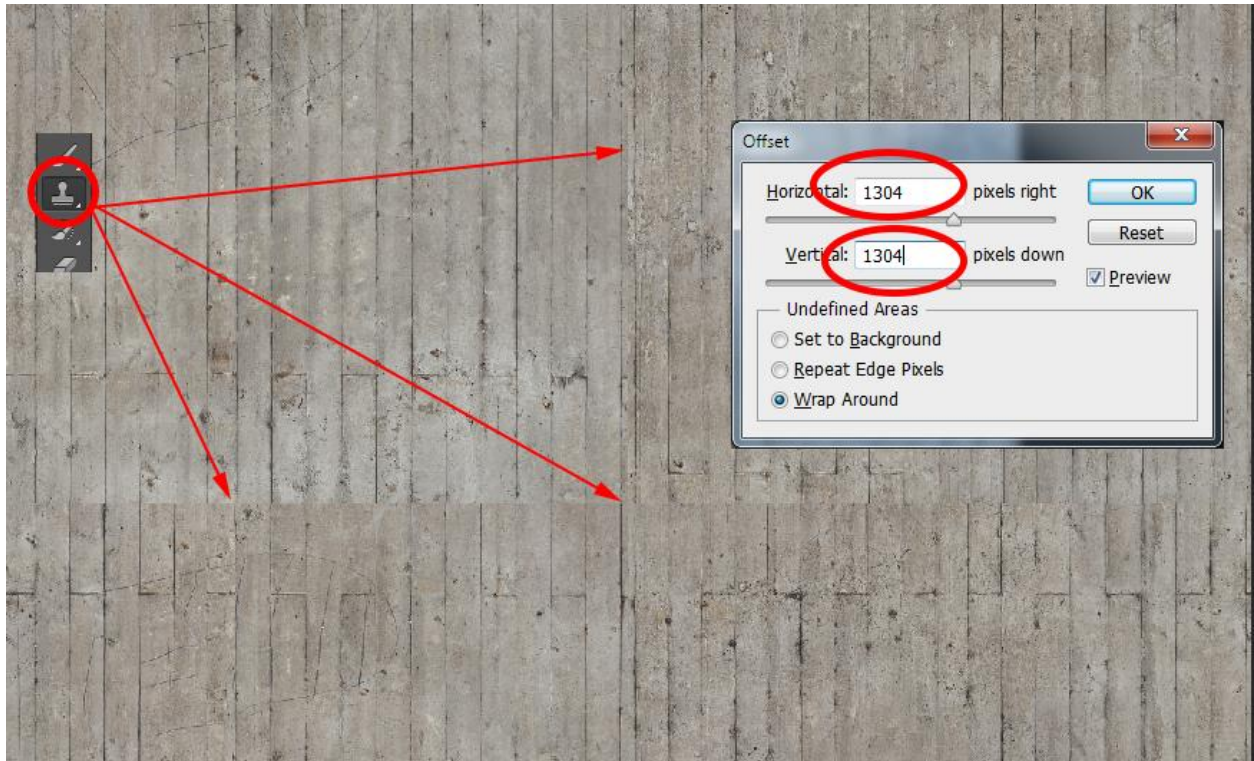 Offset
Horizontal: 1304 pixels right
OK
Reset
Vertical: 1304 pixels down
Preview
Undefined Areas
Set to Background
Repeat Edge Pixels
Wrap Around